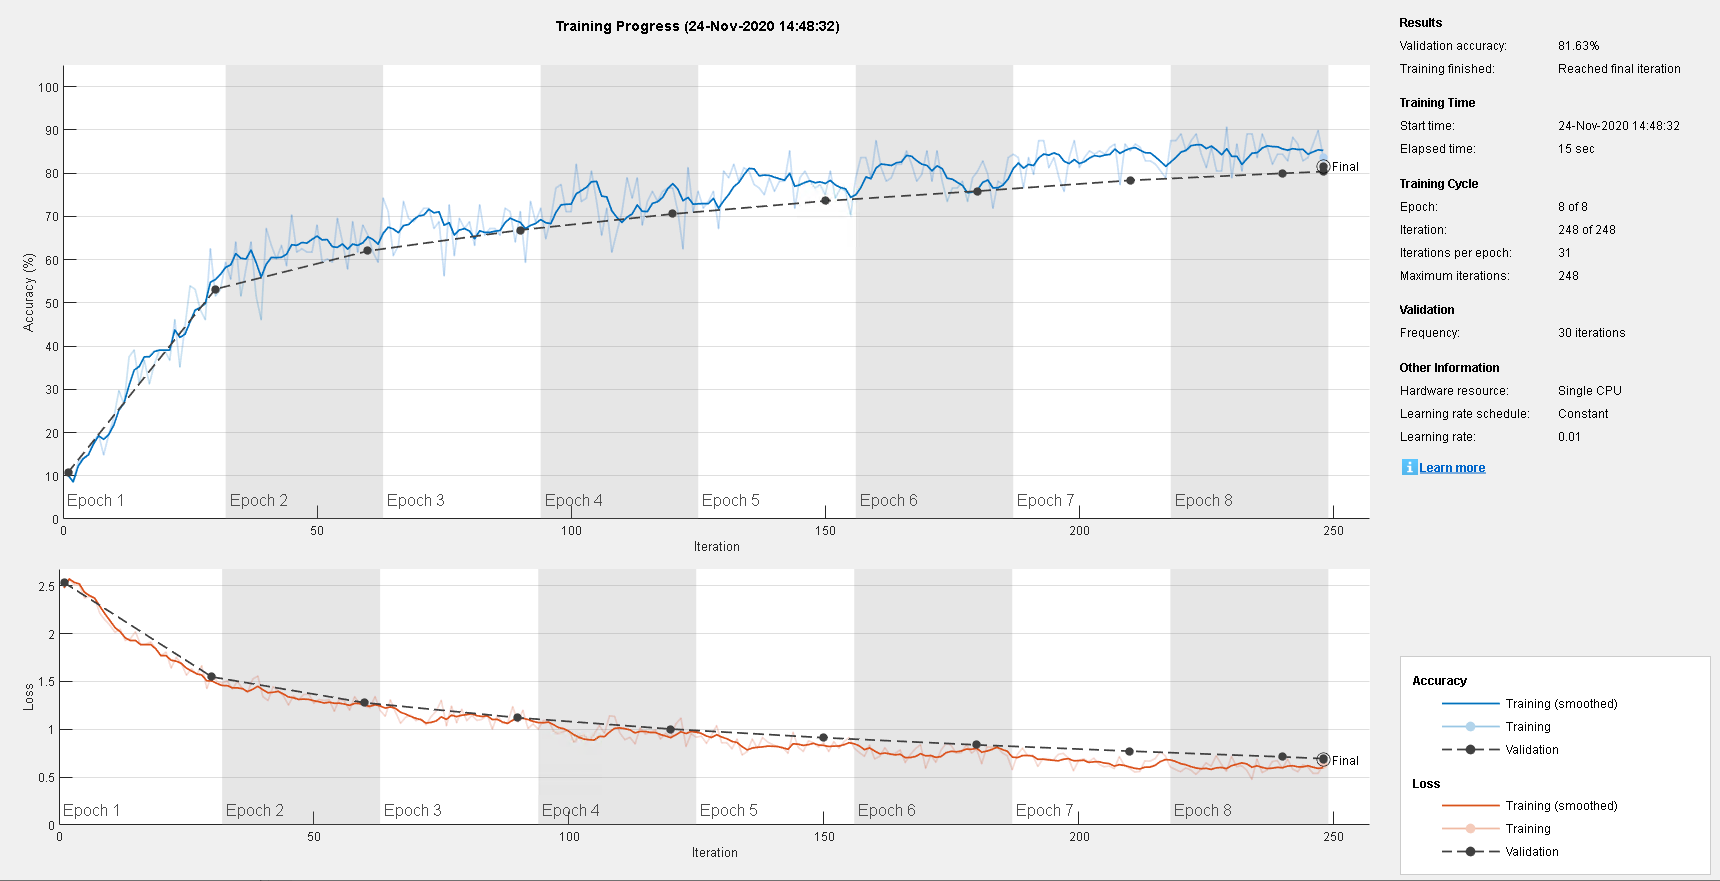 Training Progress (24-Nov-2020 14:48:32)
100
90
80
70
60
50
40
30
20
10
0
Accuracy (%)
Final
Epoch 1 Epoch 2 Epoch 3 Epoch 4 Epoch 5 Epoch 6 Epoch 7 Epoch 8
0 50 100 150 200 250
Iteration
2.5
2
1.5
1
0.5
0
Loss
Final
Epoch 1 Epoch 2 Epoch 3 Epoch 4 Epoch 5 Epoch 6 Epoch 7 Epoch 8
0 50 100 150 200 250
Iteration
Results
Validation accuracy: 81.63%
Training finished: Reached final iteration
Training Time
Start time: 24-Nov-2020 14:48:32
Elapsed time: 15 sec
Training Cycle
Epoch: 8 of 8
Iteration: 248 of 248
Iterations per epoch: 31
Maximum iterations: 248
Validation
Frequency: 30 iterations
Other Information
Hardware resource: Single CPU
Learning rate schedule: Constant
Learning rate: 0.01
i Learn more
Accuracy
Training (smoothed)
Training
Validation
Loss
Training (smoothed)
Training
Validation